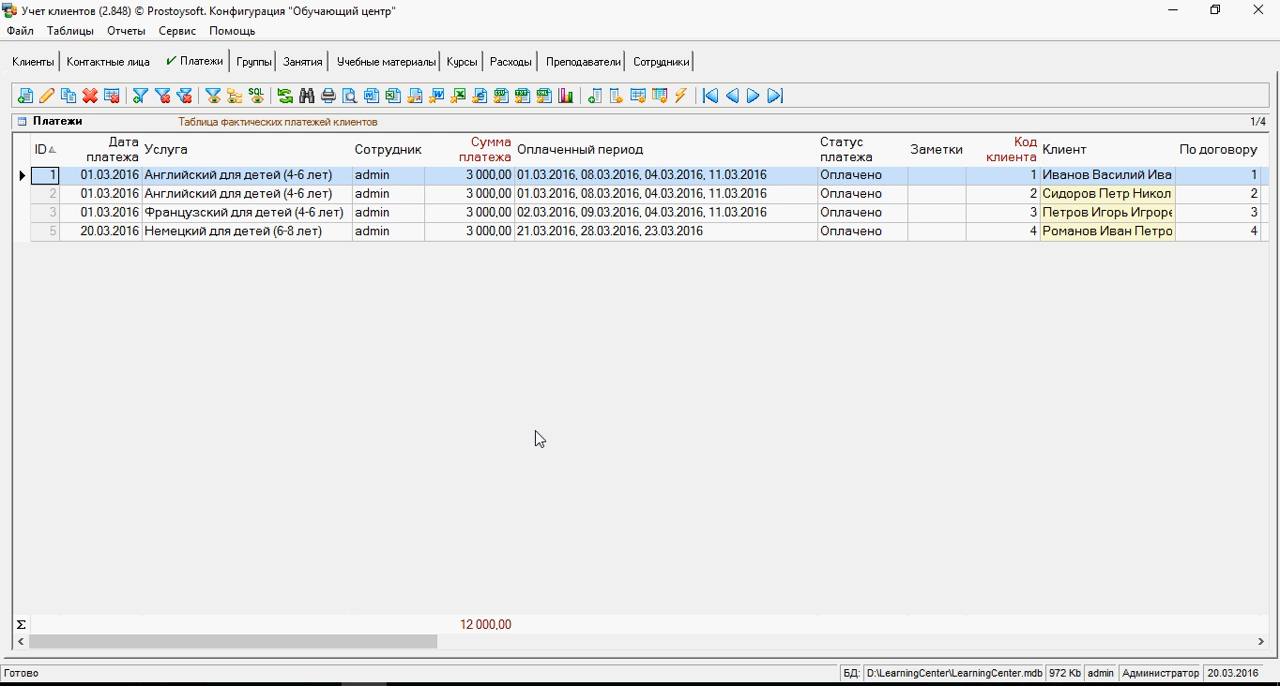 Учет клиентов (2.848) © Prostoysoft. Конфигурация "Обучающий центр"
Файл Таблицы Отчеты Сервис Помощь
Клиенты Контактные лица Платежи Группы Занятия Учебные материалы Курсы Расходы Преподаватели Сотрудники
SQL
Платежи Таблица фактических платежей клиентов 1/4
ID Дата платежа Услуга Сотрудник Сумма платежа Оплаченный период Статус платежа Заметки Код клиента Клиент По договору
1 01.03.2016 Английский для детей (4-6 лет) admin 3 000,00 01.03.2016, 08.03.2016, 04.03.2016, 11.03.2016 Оплачено 1 Иванов Василий Ива 1
2 01.03.2016 Английский для детей (4-6 лет) admin 3 000,00 01.03.2016, 08.03.2016, 04.03.2016, 11.03.2016 Оплачено 2 Сидоров Петр Никол 2
3 01.03.2016 Французский для детей (4-6 лет) admin 3 000,00 02.03.2016, 09.03.2016, 04.03.2016, 11.03.2016 Оплачено 3 Петров Игорь Игроре 3
5 20.03.2016 Немецкий для детей (6-8 лет) admin 3 000,00 21.03.2016, 28.03.2016, 23.03.2016 Оплачено 4 Романов Иван Петро 4
Σ 12 000,00
Готово БД: D:\LearningCenter\LearningCenter.mdb 972 Kb admin Администратор 20.03.2016